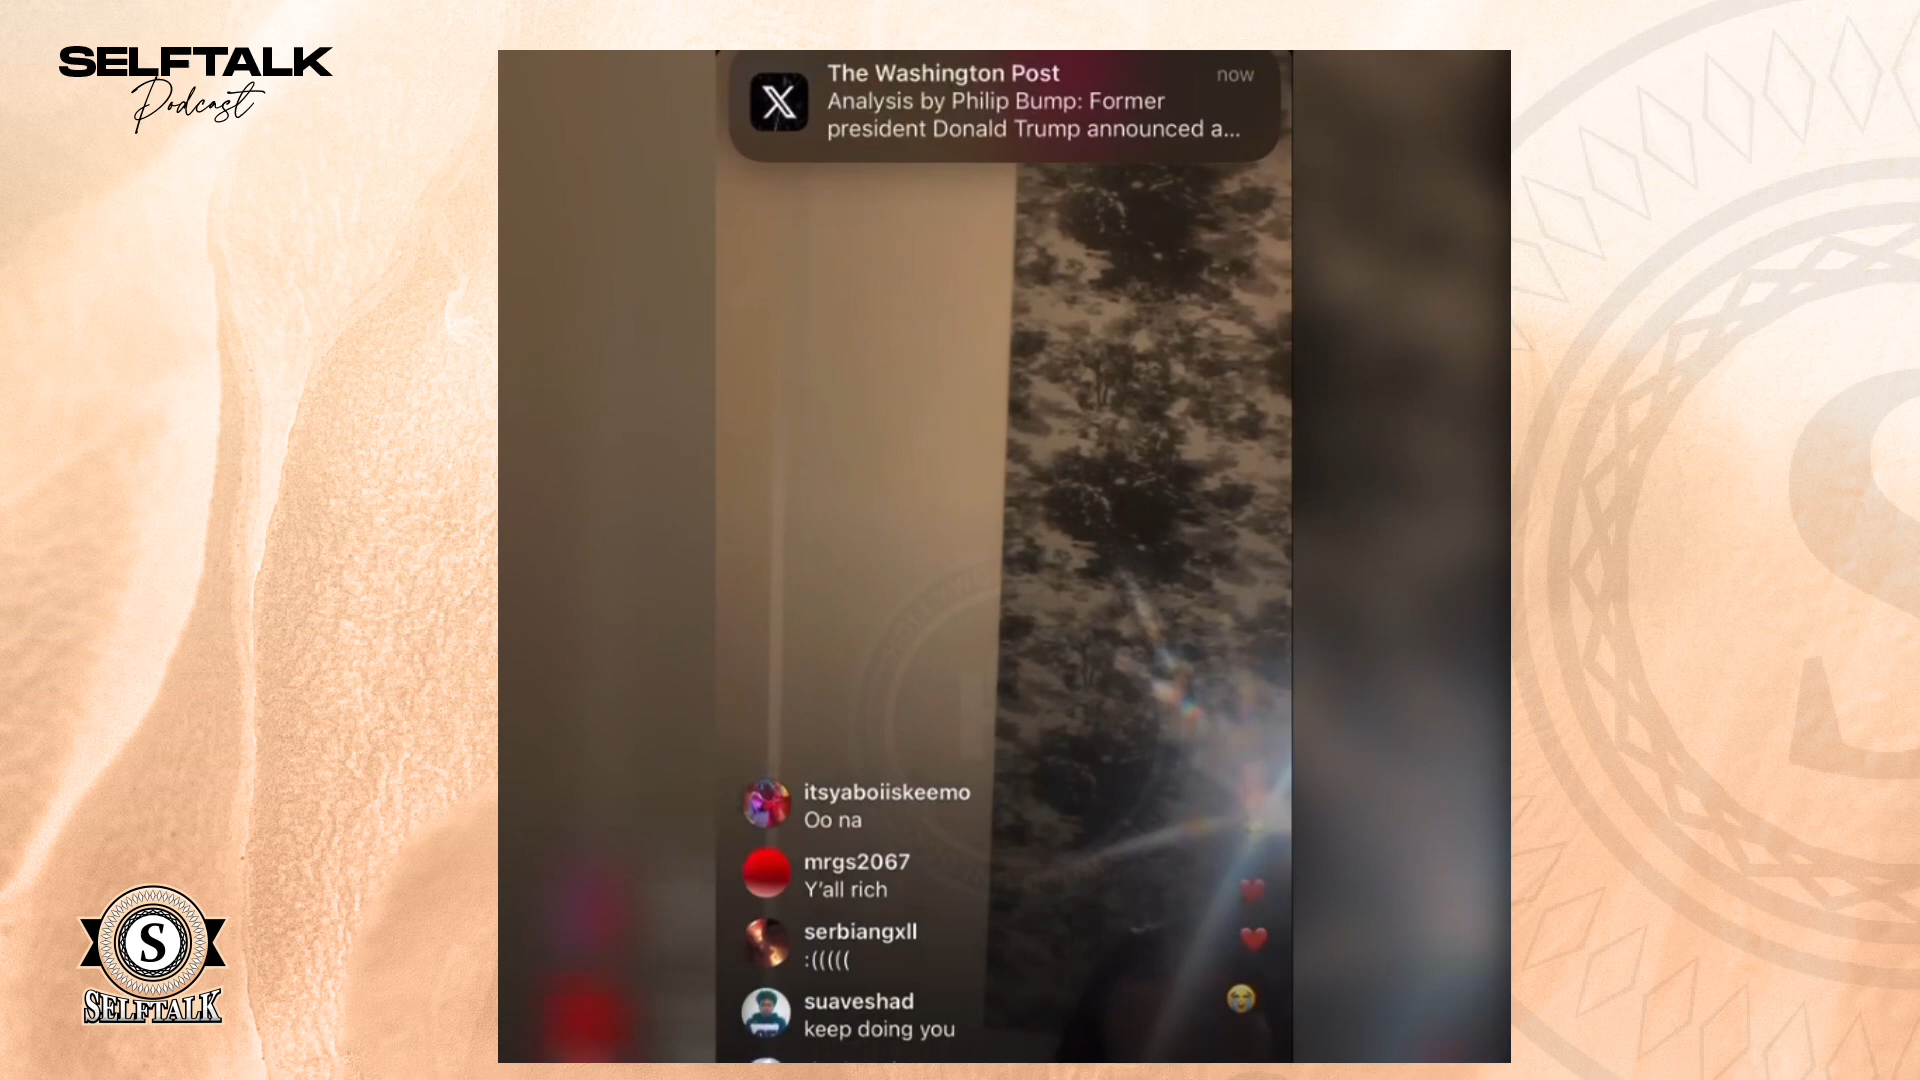 SELFTALK
Podcast
The Washington Post
now
Analysis by Philip Bump: Former
president Donald Trump announced a...
itsyaboiiskeemo
Oo na
mrgs2067
Y'all rich
serbiangxll
:(((((
suaveshad
keep doing you
S
SELFTALK
S